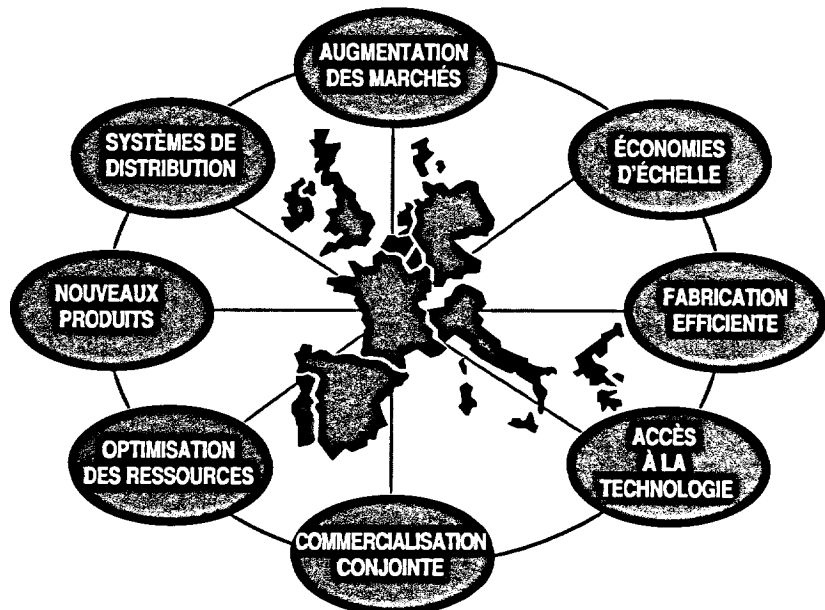 AUGMENTATION
DES MARCHÉS
SYSTÈMES DE
DISTRIBUTION
ÉCONOMIES
D'ÉCHELLE
NOUVEAUX
PRODUITS
FABRICATION
EFFICIENTE
OPTIMISATION
DES RESSOURCES
ACCÈS
À LA
TECHNOLOGIE
COMMERCIALISATION
CONJOINTE